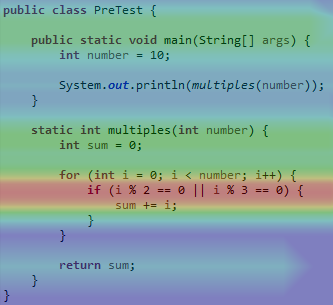 public class PreTest {
public static void main(String[] args) {
int number = 10;
System.out.println(multiples(number));
}
static int multiples(int number) {
int sum = 0;
for (int i = 0; i < number; i++) {
if (i % 2 == 0 || i % 3 == 0) {
sum += i;
}
}
return sum;
}
}